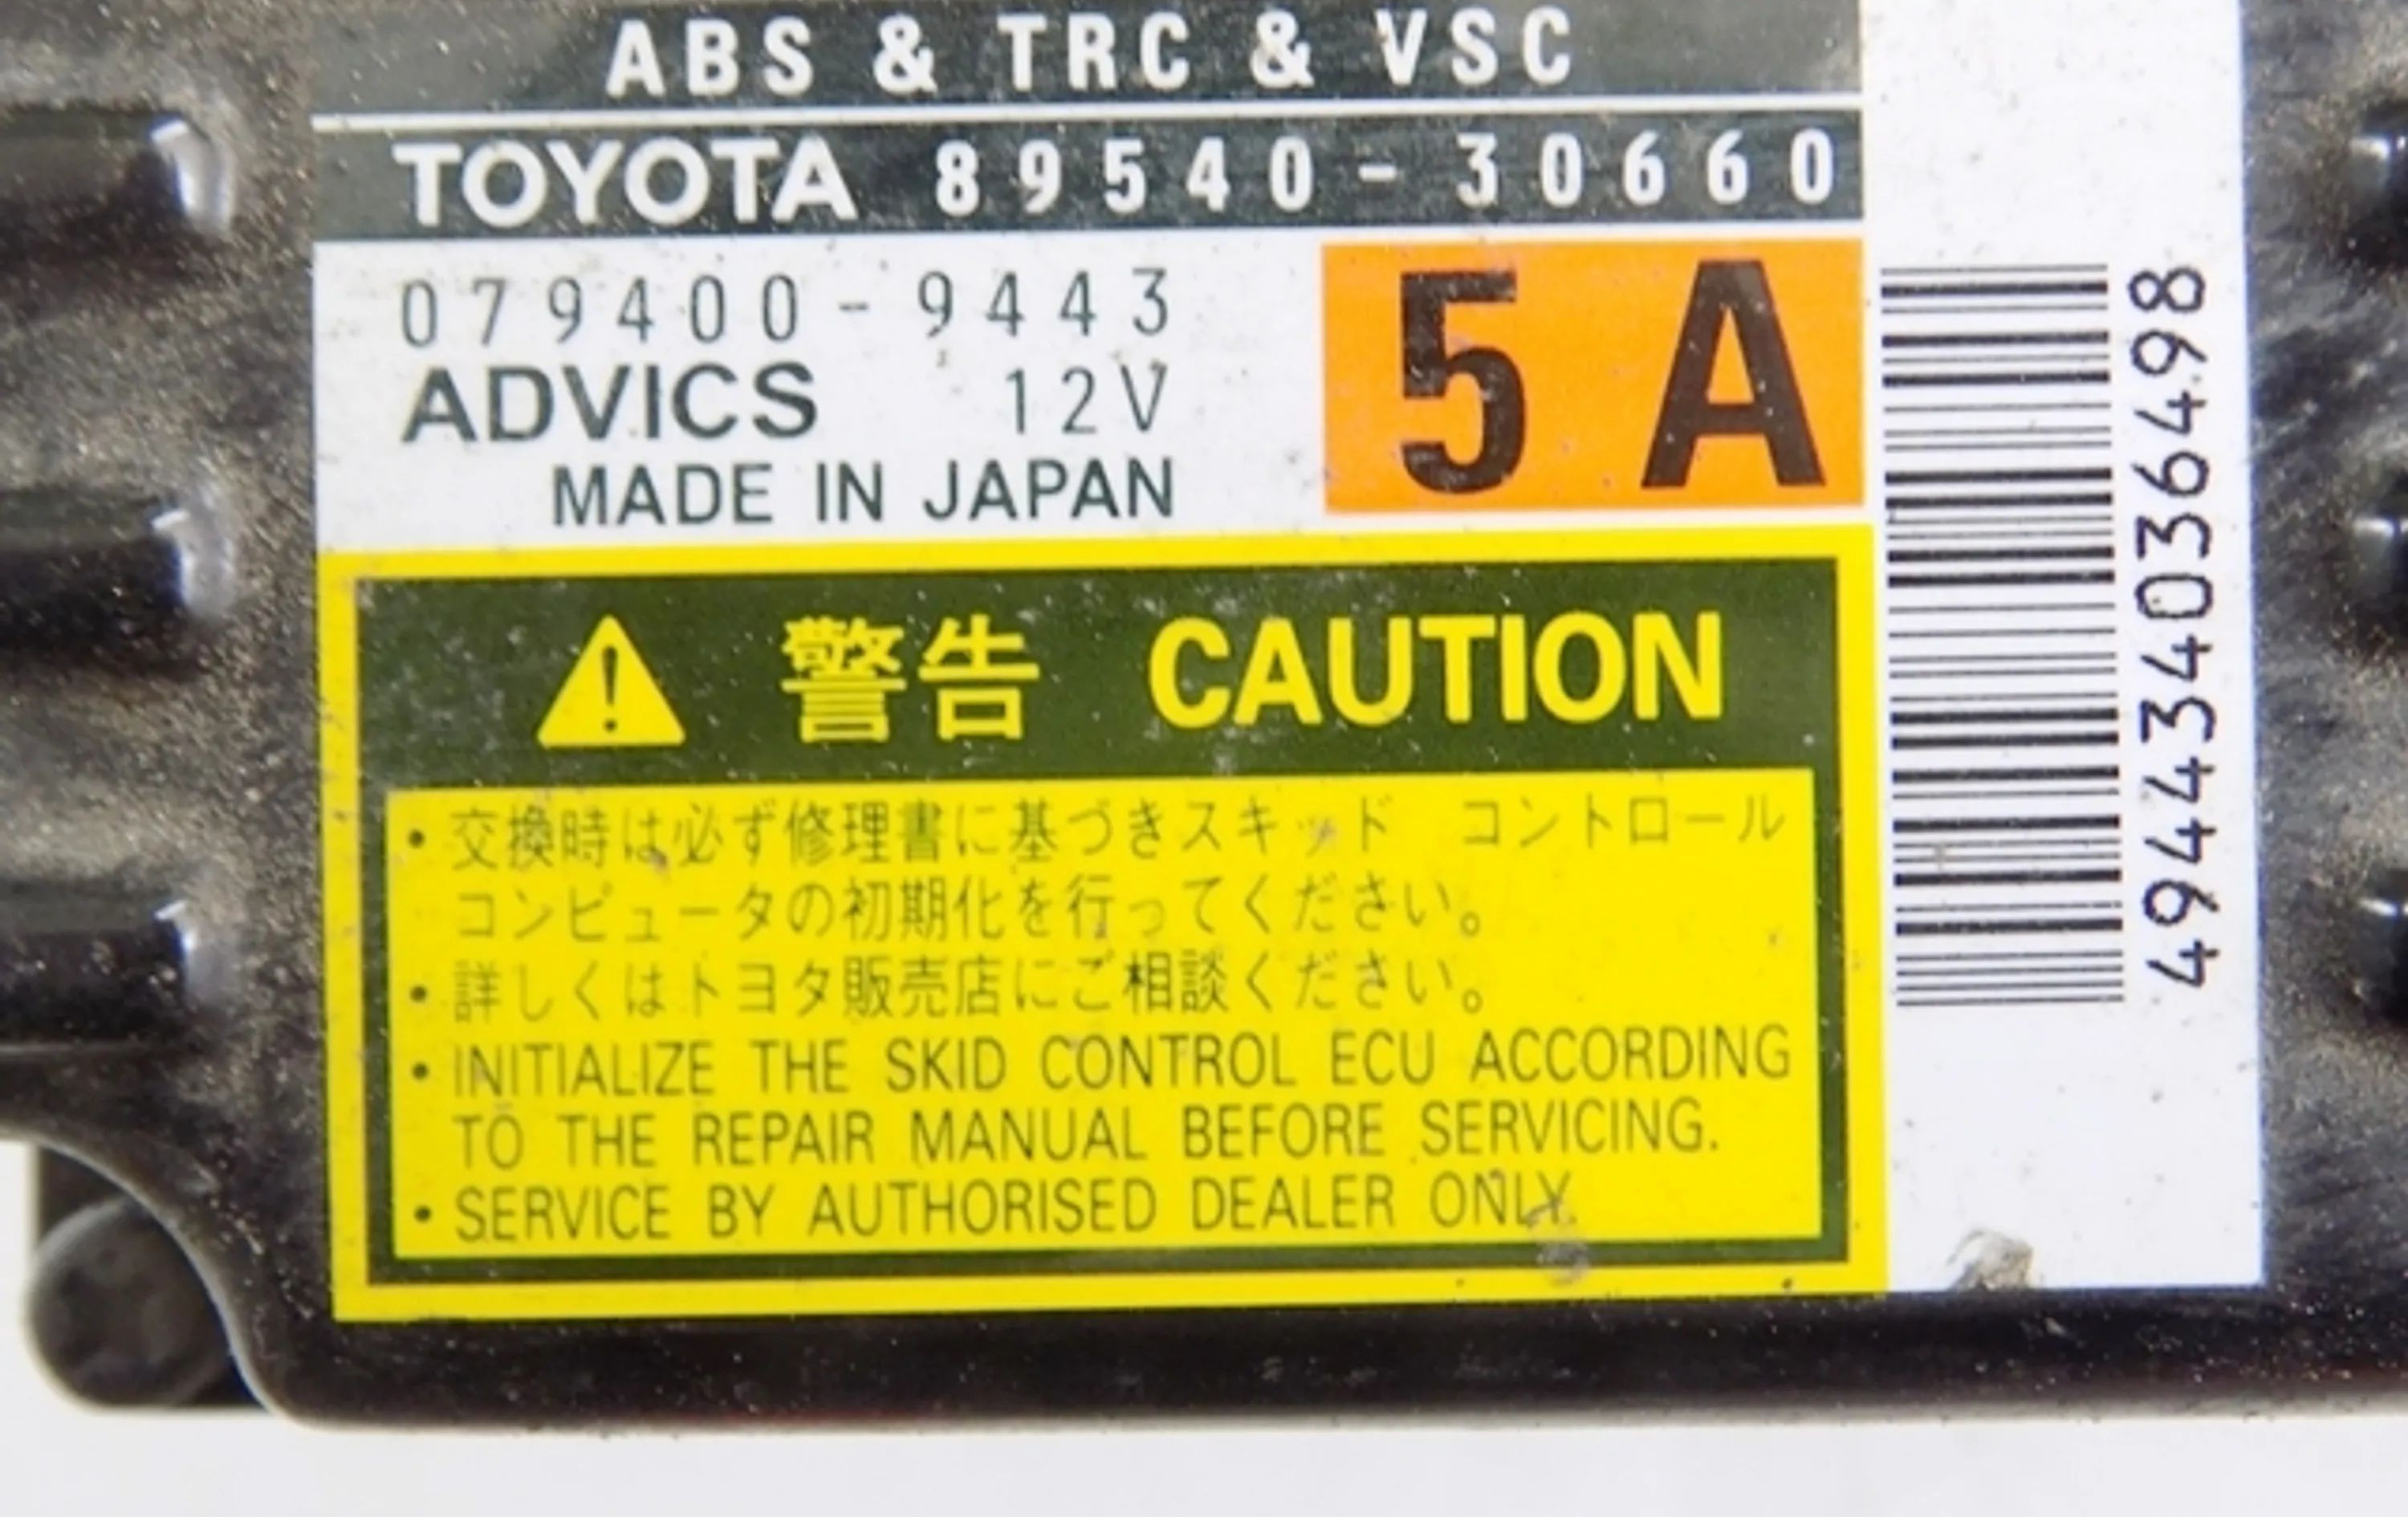 ABS & TRC & VSC
TOYOTA 89540-30660
079400-9443
ADVICS 12V
MADE IN JAPAN
5A
警告 CAUTION
・交換時は必ず修理書に基づきスキッド コントロール
コンピュータの初期化を行ってください。
・詳しくはトヨタ販売店にご相談ください。
・INITIALIZE THE SKID CONTROL ECU ACCORDING
TO THE REPAIR MANUAL BEFORE SERVICING.
・SERVICE BY AUTHORISED DEALER ONLY.
494434036498